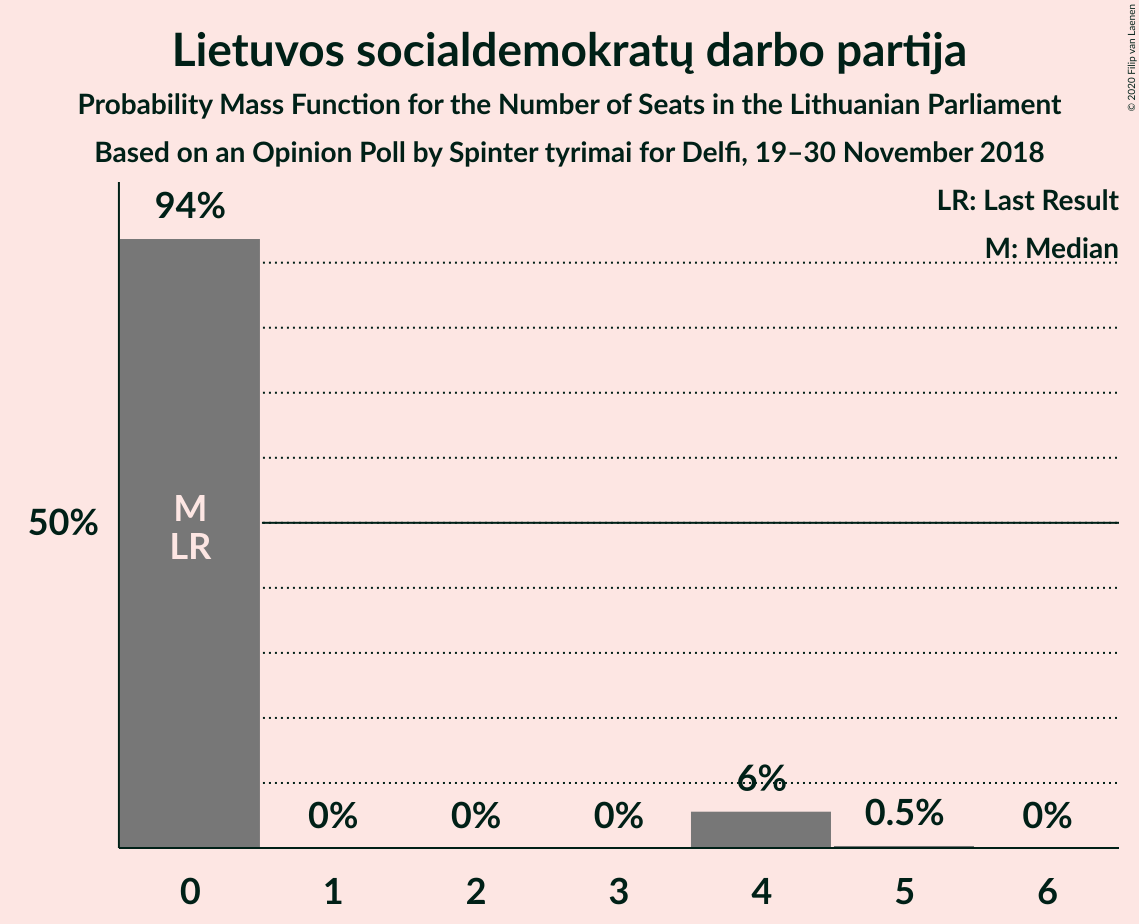 Lietuvos socialdemokratų darbo partija
Probability Mass Function for the Number of Seats in the Lithuanian Parliament
Based on an Opinion Poll by Spinter tyrimai for Delfi, 19–30 November 2018
© 2020 Filip van Laenen
LR: Last Result
M: Median
94%
50%
M
LR
0%
0%
0%
6%
0.5%
0%
0
1
2
3
4
5
6